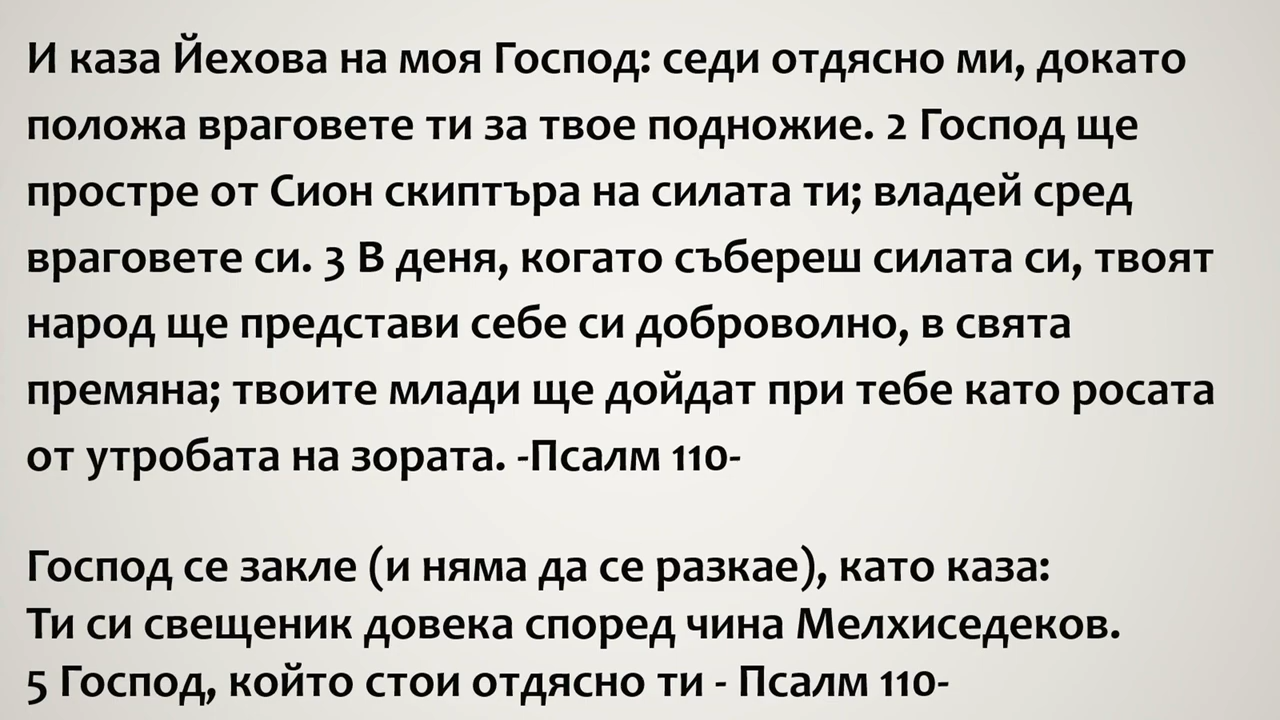 И каза Йехова на моя Господ: седи отдясно ми, докато
положа враговете ти за твое подножие. 2 Господ ще
простре от Сион скиптъра на силата ти; владей сред
враговете си. 3 В деня, когато събереш силата си, твоят
народ ще представи себе си доброволно, в свята
премяна; твоите млади ще дойдат при тебе като росата
от утробата на зората. -Псалм 110-
Господ се закле (и няма да се разкае), като каза:
Ти си свещеник довека според чина Мелхиседеков.
5 Господ, който стои отдясно ти - Псалм 110-